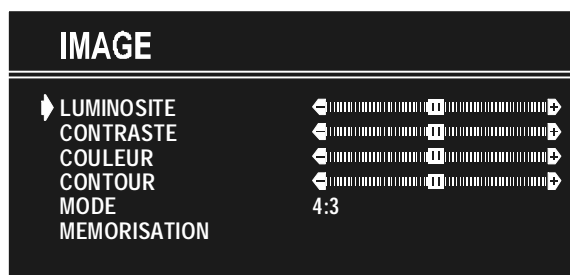 IMAGE
LUMINOSITE - +
CONTRASTE - +
COULEUR - +
CONTOUR - +
MODE 4:3
MEMORISATION